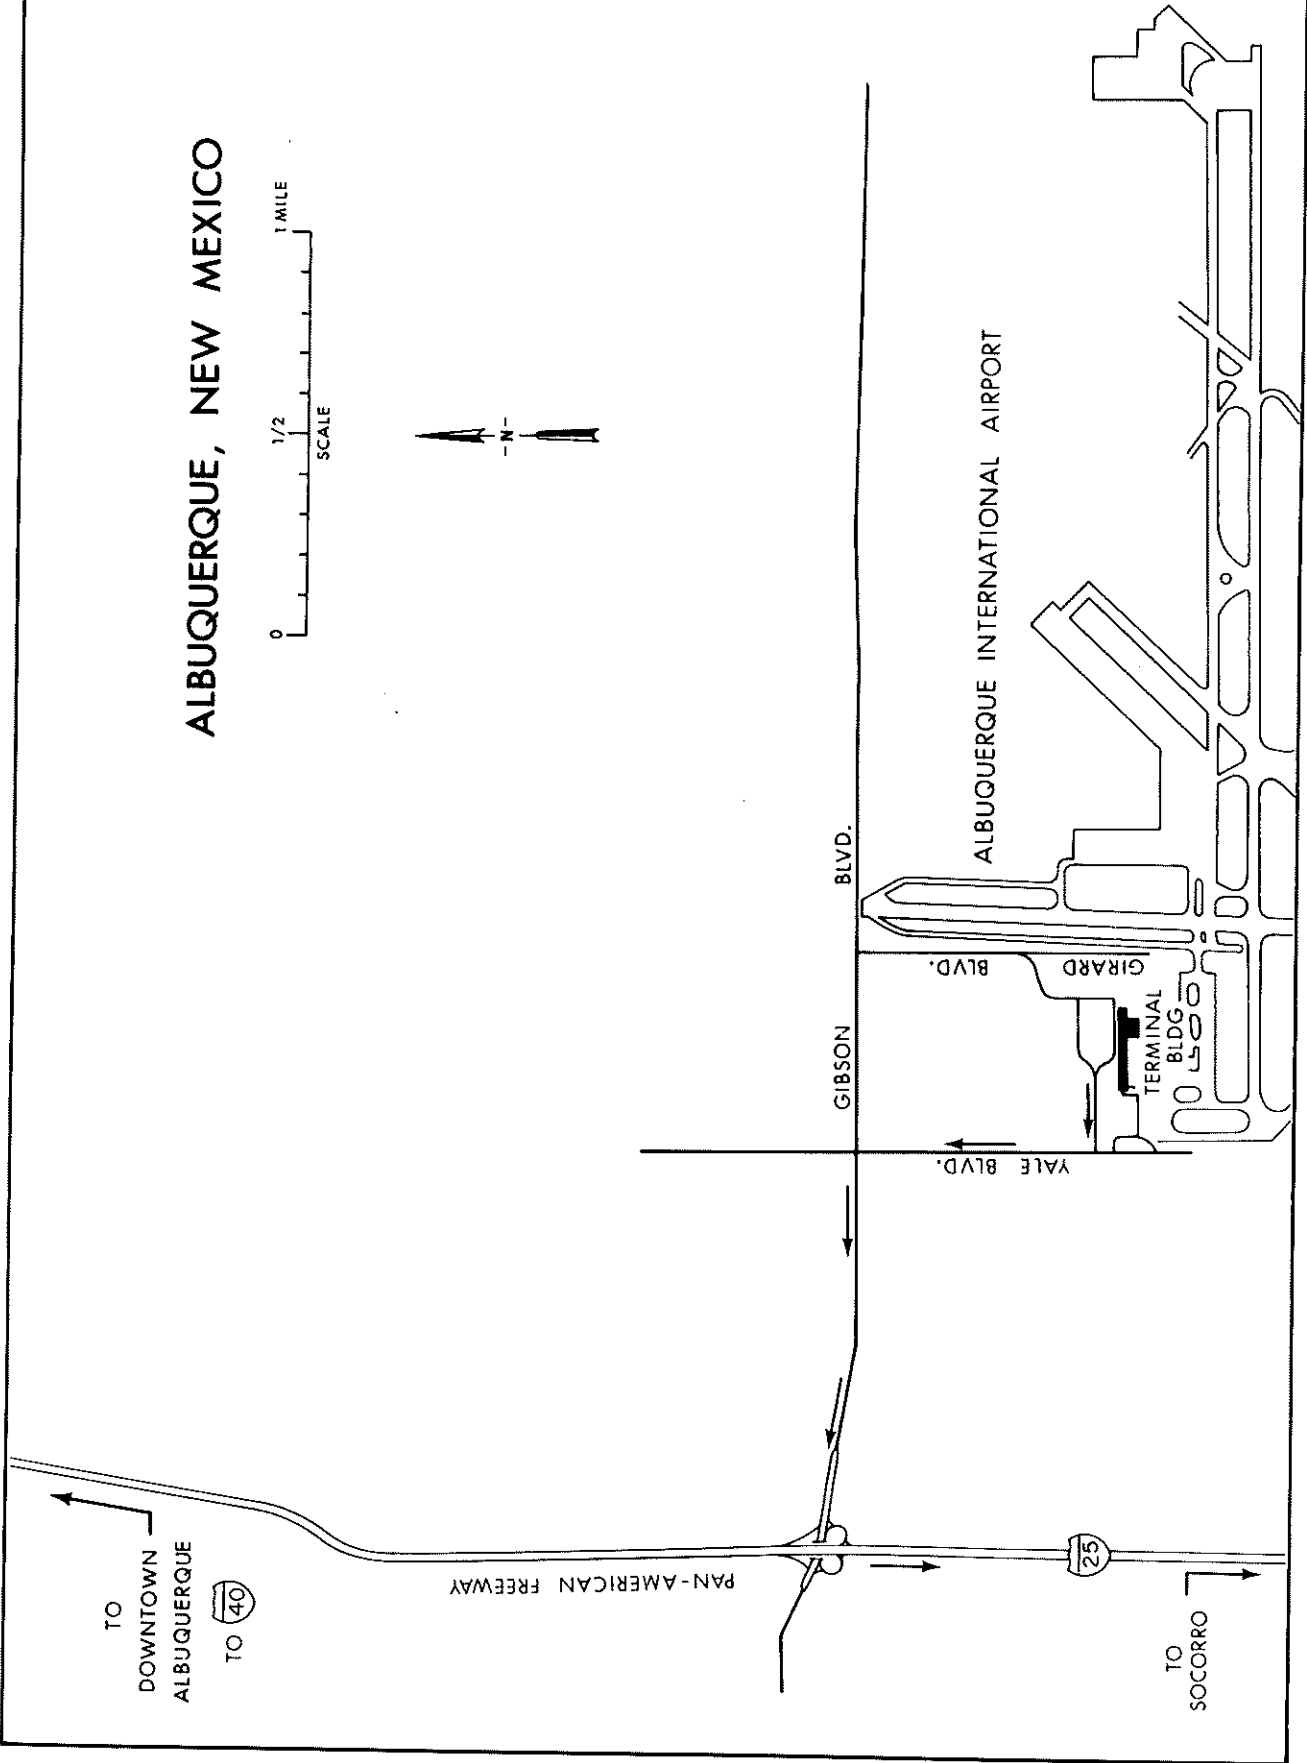 ALBUQUERQUE, NEW MEXICO
0 1/2 1 MILE
SCALE
-N-
TO
DOWNTOWN
ALBUQUERQUE
TO 40
PAN-AMERICAN FREEWAY
GIBSON BLVD.
YALE BLVD.
GIRARD BLVD.
TERMINAL
BLDG
ALBUQUERQUE INTERNATIONAL AIRPORT
25
TO
SOCORRO